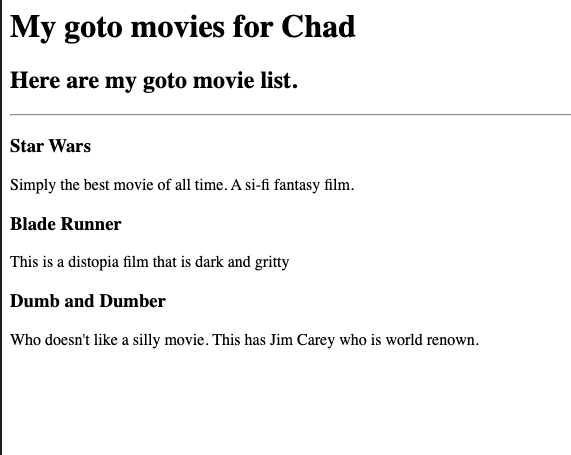 My goto movies for Chad
Here are my goto movie list.
Star Wars
Simply the best movie of all time. A si-fi fantasy film.
Blade Runner
This is a distopia film that is dark and gritty
Dumb and Dumber
Who doesn't like a silly movie. This has Jim Carey who is world renown.